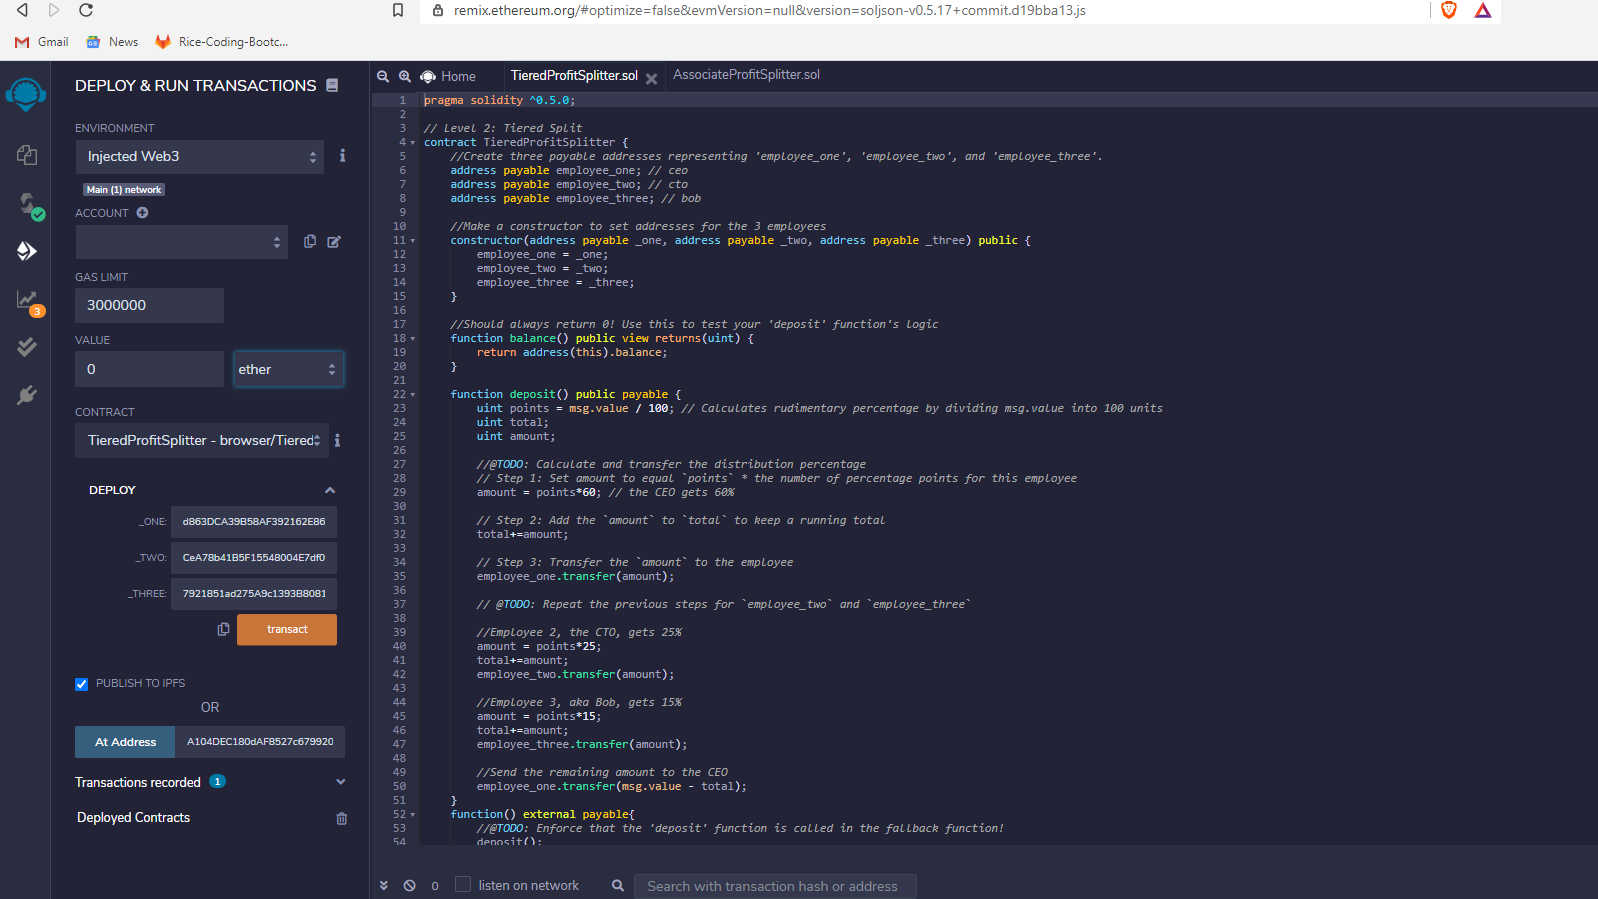 remix.ethereum.org/#optimize=false&evmVersion=null&version=soljson-v0.5.17+commit.d19bba13.js
Gmail News Rice-Coding-Bootc...
DEPLOY & RUN TRANSACTIONS
ENVIRONMENT
Injected Web3
Main (1) network
ACCOUNT
GAS LIMIT
3000000
VALUE
0 ether
CONTRACT
TieredProfitSplitter - browser/Tiered
DEPLOY
_ONE: d863DCA39B58AF392162E86
_TWO: CeA78b41B5F15548004E7df0
_THREE: 7921851ad275A9c1393B8081
transact
PUBLISH TO IPFS
OR
At Address A104DEC180dAF8527c679920
Transactions recorded 1
Deployed Contracts
3
Home TieredProfitSplitter.sol AssociateProfitSplitter.sol
1 pragma solidity ^0.5.0;
2
3 // Level 2: Tiered Split
4 contract TieredProfitSplitter {
5 //Create three payable addresses representing 'employee_one', 'employee_two', and 'employee_three'.
6 address payable employee_one; // ceo
7 address payable employee_two; // cto
8 address payable employee_three; // bob
9
10 //Make a constructor to set addresses for the 3 employees
11 constructor(address payable _one, address payable _two, address payable _three) public {
12 employee_one = _one;
13 employee_two = _two;
14 employee_three = _three;
15 }
16
17 //Should always return 0! Use this to test your 'deposit' function's logic
18 function balance() public view returns(uint) {
19 return address(this).balance;
20 }
21
22 function deposit() public payable {
23 uint points = msg.value / 100; // Calculates rudimentary percentage by dividing msg.value into 100 units
24 uint total;
25 uint amount;
26
27 //@TODO: Calculate and transfer the distribution percentage
28 // Step 1: Set amount to equal `points` * the number of percentage points for this employee
29 amount = points*60; // the CEO gets 60%
30
31 // Step 2: Add the `amount` to `total` to keep a running total
32 total+=amount;
33
34 // Step 3: Transfer the `amount` to the employee
35 employee_one.transfer(amount);
36
37 // @TODO: Repeat the previous steps for `employee_two` and `employee_three`
38
39 //Employee 2, the CTO, gets 25%
40 amount = points*25;
41 total+=amount;
42 employee_two.transfer(amount);
43
44 //Employee 3, aka Bob, gets 15%
45 amount = points*15;
46 total+=amount;
47 employee_three.transfer(amount);
48
49 //Send the remaining amount to the CEO
50 employee_one.transfer(msg.value - total);
51 }
52 function() external payable{
53 //@TODO: Enforce that the 'deposit' function is called in the fallback function!
54 deposit();
0 listen on network Search with transaction hash or address